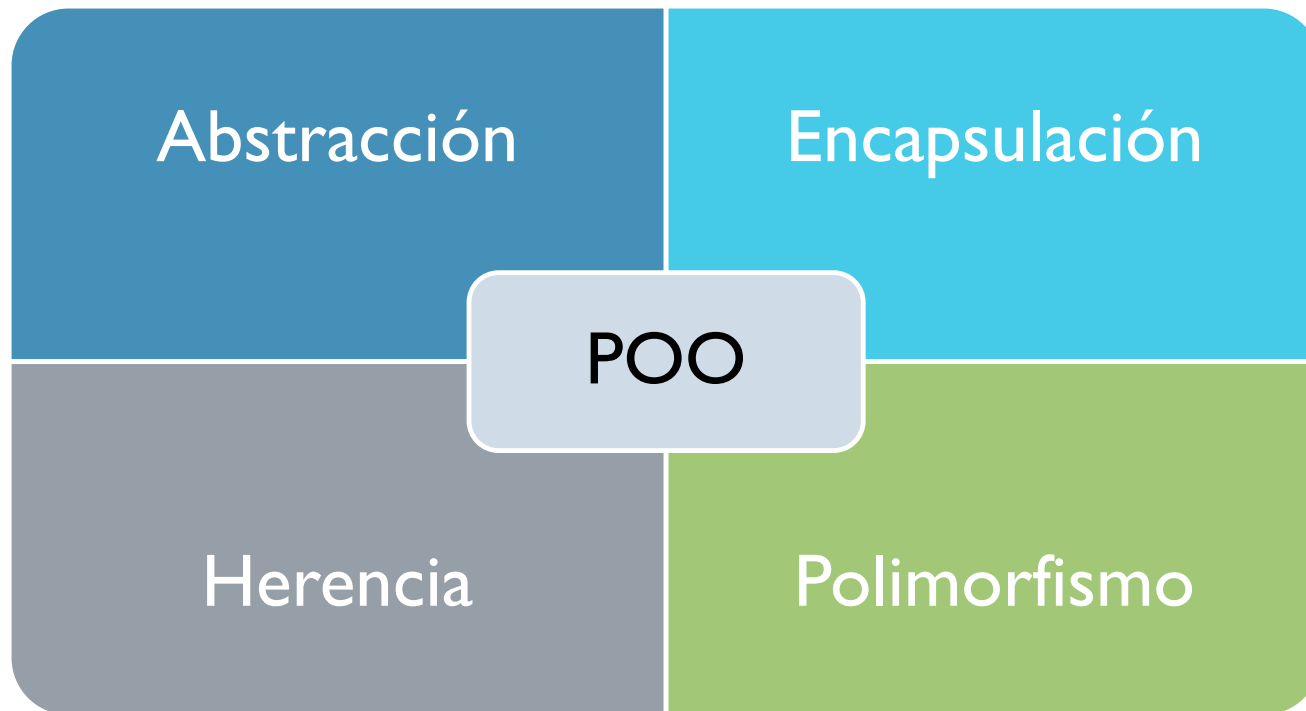 Abstracción
Encapsulación
POO
Herencia
Polimorfismo